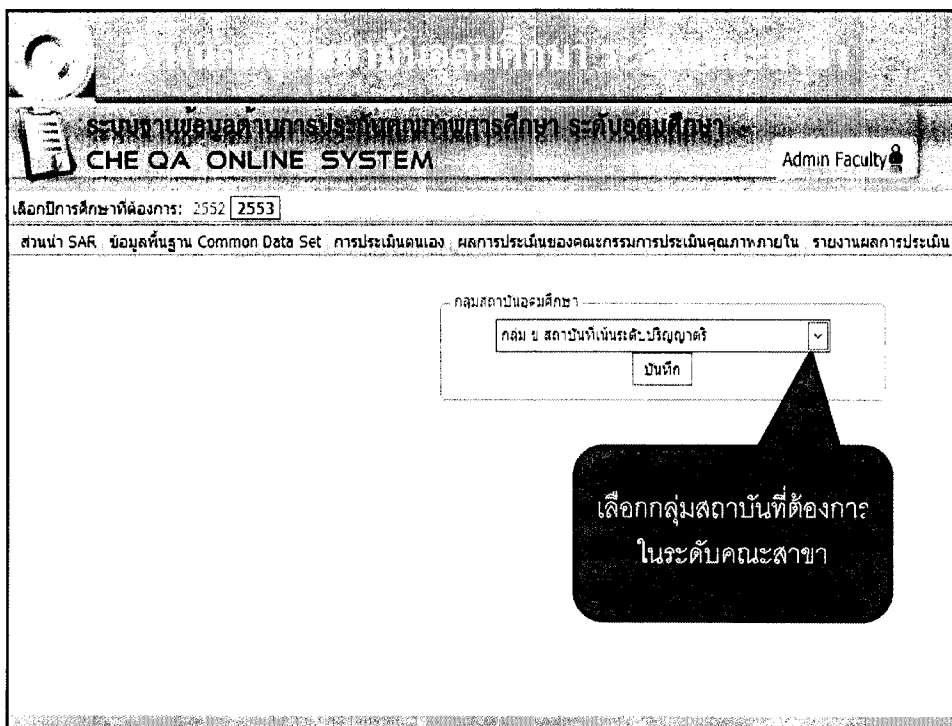 ระบบฐานข้อมูลด้านการประกันคุณภาพการศึกษา ระดับอุดมศึกษา
CHE QA ONLINE SYSTEM
Admin Faculty
เลือกปีการศึกษาที่ต้องการ: 2552 2553
ส่วนนำ SAR ข้อมูลพื้นฐาน Common Data Set การประเมินตนเอง ผลการประเมินของคณะกรรมการประเมินคุณภาพภายใน รายงานผลการประเมิน
กลุ่มสถาบันอุดมศึกษา
กลุ่ม ข สถาบันที่เน้นระดับปริญญาตรี
บันทึก
เลือกกลุ่มสถาบันที่ต้องการ
ในระดับคณะสาขา